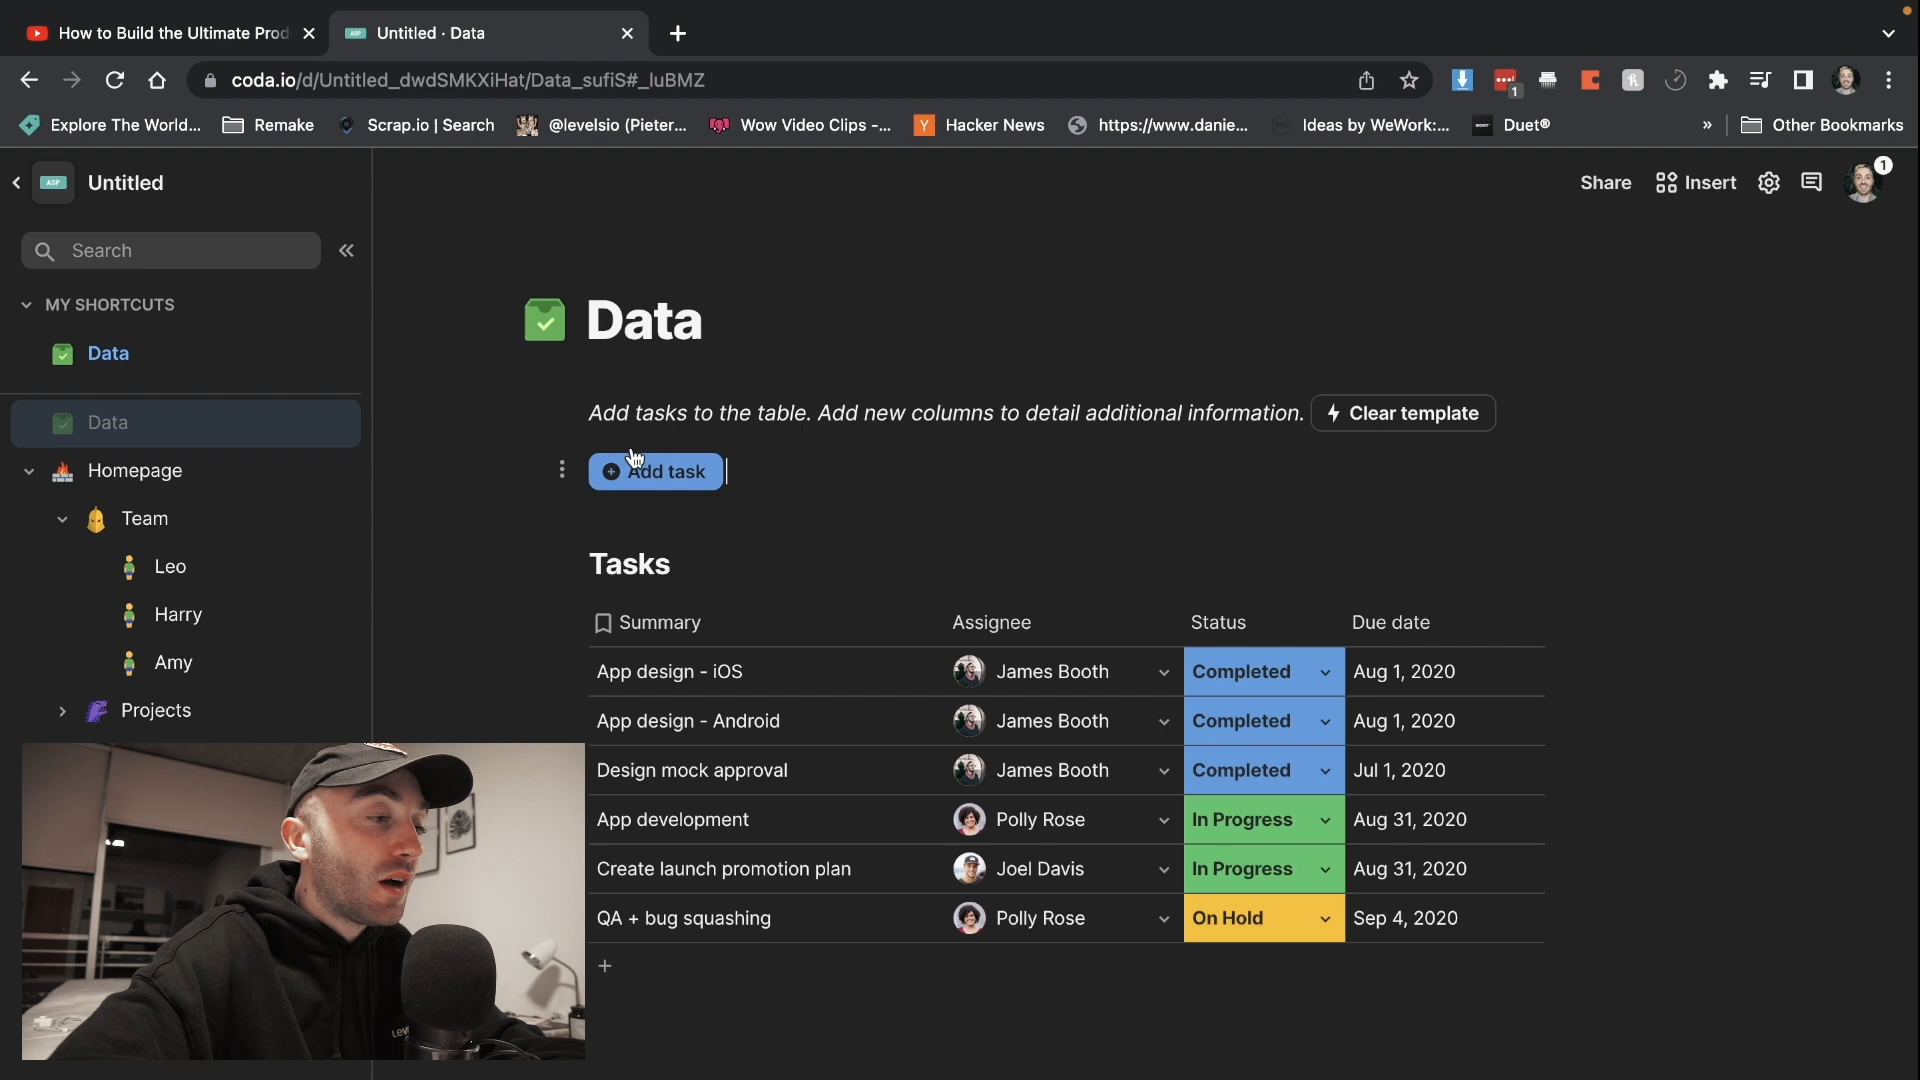 How to Build the Ultimate Prod
Untitled · Data
coda.io/d/Untitled_dwdSMKXiHat/Data_sufiS#_luBMZ
1
Explore The World...
Remake
Scrap.io | Search
@levelsio (Pieter...
Wow Video Clips -...
Hacker News
https://www.danie...
Ideas by WeWork:...
Duet®
»
Other Bookmarks
ASP
Untitled
Share
Insert
1
Search
MY SHORTCUTS
Data
Data
Homepage
Team
Leo
Harry
Amy
Projects
Data
Add tasks to the table. Add new columns to detail additional information.
Clear template
Add task
Tasks
Summary Assignee Status Due date
App design - iOS James Booth Completed Aug 1, 2020
App design - Android James Booth Completed Aug 1, 2020
Design mock approval James Booth Completed Jul 1, 2020
App development Polly Rose In Progress Aug 31, 2020
Create launch promotion plan Joel Davis In Progress Aug 31, 2020
QA + bug squashing Polly Rose On Hold Sep 4, 2020